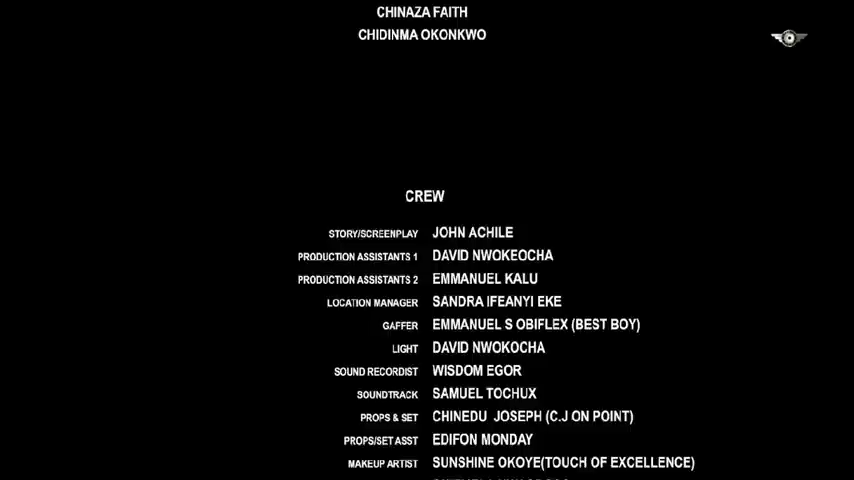 CHINAZA FAITH
CHIDINMA OKONKWO
CREW
STORY/SCREENPLAY JOHN ACHILE
PRODUCTION ASSISTANTS 1 DAVID NWOKEOCHA
PRODUCTION ASSISTANTS 2 EMMANUEL KALU
LOCATION MANAGER SANDRA IFEANYI EKE
GAFFER EMMANUEL S OBIFLEX (BEST BOY)
LIGHT DAVID NWOKOCHA
SOUND RECORDIST WISDOM EGOR
SOUNDTRACK SAMUEL TOCHUX
PROPS & SET CHINEDU JOSEPH (C.J ON POINT)
PROPS/SET ASST EDIFON MONDAY
MAKEUP ARTIST SUNSHINE OKOYE(TOUCH OF EXCELLENCE)